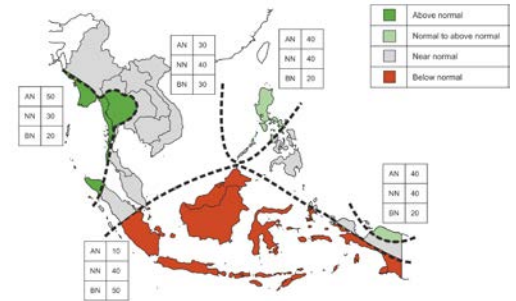 Above normal
Normal to above normal
Near normal
Below normal
AN 30
NN 40
BN 30
AN 40
NN 40
BN 20
AN 50
NN 30
BN 20
AN 40
NN 40
BN 20
AN 10
NN 40
BN 50